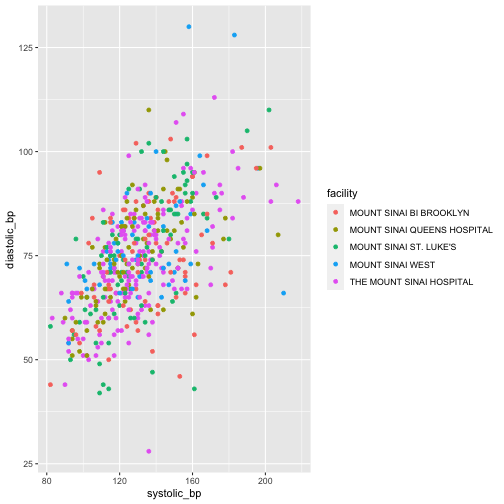 125
100
75
50
25
diastolic_bp
80
120
160
200
systolic_bp
facility
MOUNT SINAI BI BROOKLYN
MOUNT SINAI QUEENS HOSPITAL
MOUNT SINAI ST. LUKE'S
MOUNT SINAI WEST
THE MOUNT SINAI HOSPITAL